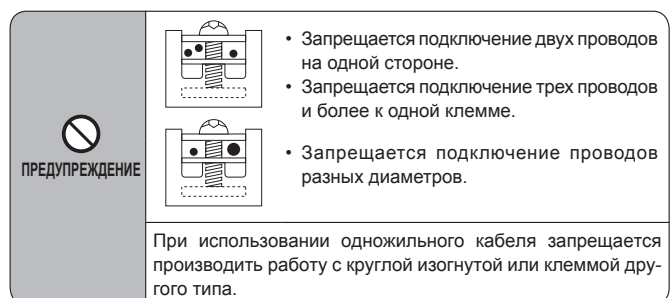 ПРЕДУПРЕЖДЕНИЕ
• Запрещается подключение двух проводов
на одной стороне.
• Запрещается подключение трех проводов
и более к одной клемме.
• Запрещается подключение проводов
разных диаметров.
При использовании одножильного кабеля запрещается
производить работу с круглой изогнутой или клеммой дру-
гого типа.